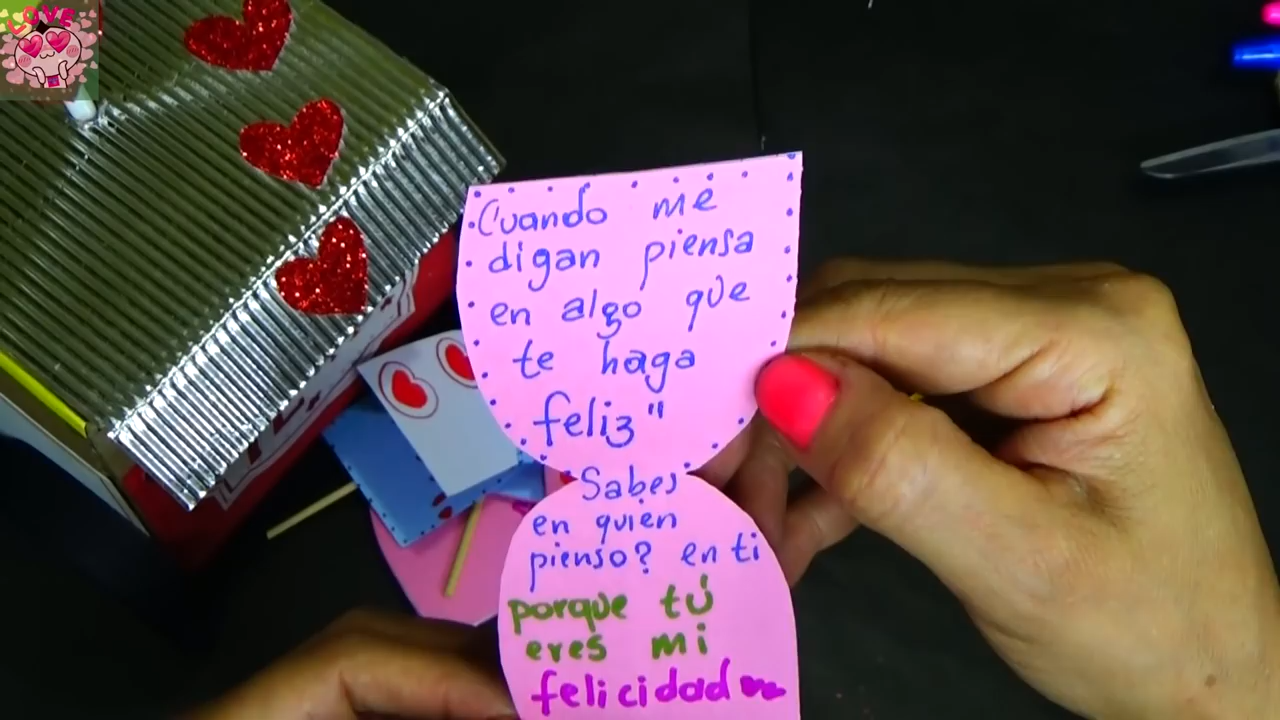 LOVE
Cuando me
digan piensa
en algo que
te haga
feliz"
Sabes
en quien
pienso? en ti
porque tú
eres mi
felicidad